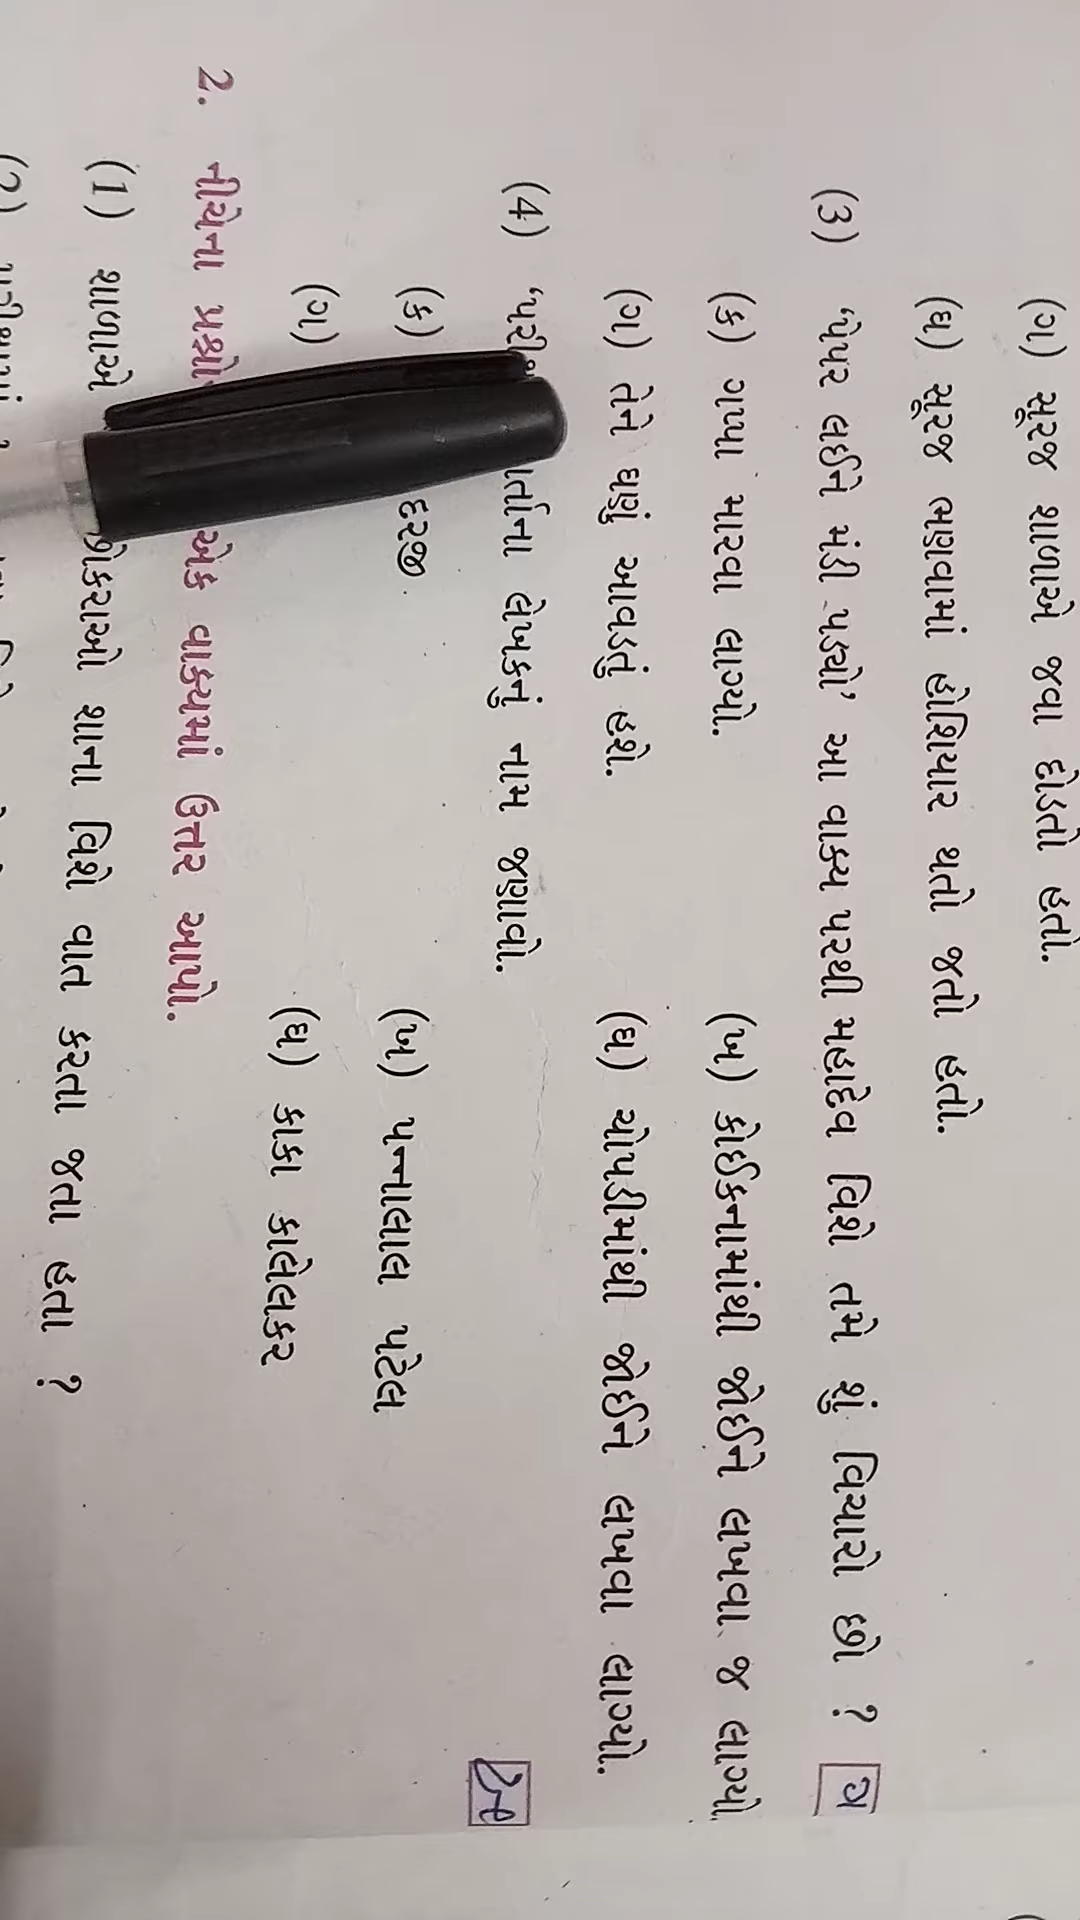 (ગ) સૂરજ શાળાએ જવા દોડતો હતો.
(ઘ) સૂરજ ભણવામાં હોશિયાર થતો જતો હતો.
(3) ‘પેપર લઈને મંડી પડ્યો’ આ વાક્ય પરથી મહાદેવ વિશે તમે શું વિચારો છો ? ગ
(ક) ગપ્પા મારવા લાગ્યો. (ખ) કોઈકનામાંથી જોઈને લખવા જ લાગ્યો.
(ગ) તેને ઘણું આવડતું હશે. (ઘ) ચોપડીમાંથી જોઈને લખવા લાગ્યો.
(4) લેખકનું નામ જણાવો. ખ
(ક) દરજી (ખ) પન્નાલાલ પટેલ
(ગ) (ઘ) કાકા કાલેલકર
2. નીચેના એક વાક્યમાં ઉત્તર આપો.
(1) શાળાએ છોકરાઓ શાના વિશે વાત કરતા જતા હતા ?
(2)